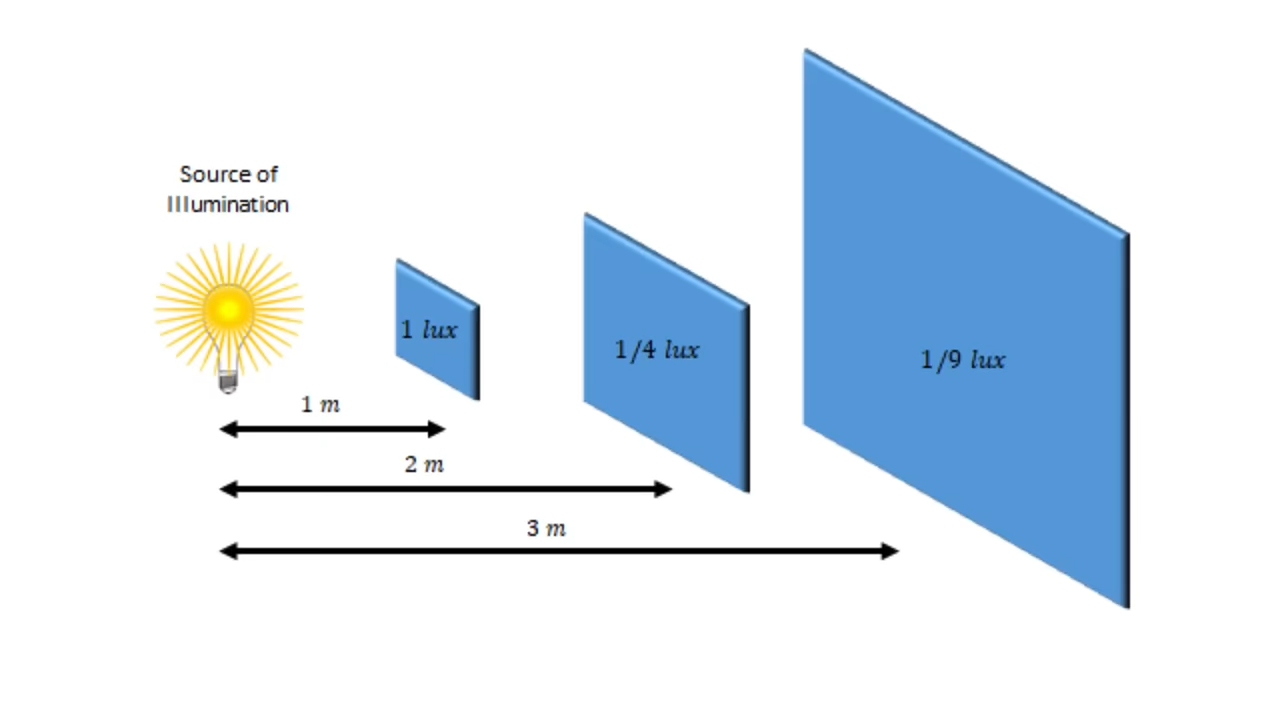 Source of
Illumination
1 lux
1/4 lux
1/9 lux
1 m
2 m
3 m